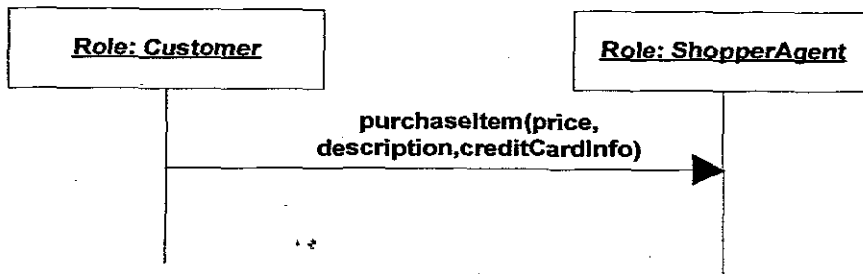 Role: Customer
Role: ShopperAgent
purchaseItem(price,
description,creditCardInfo)